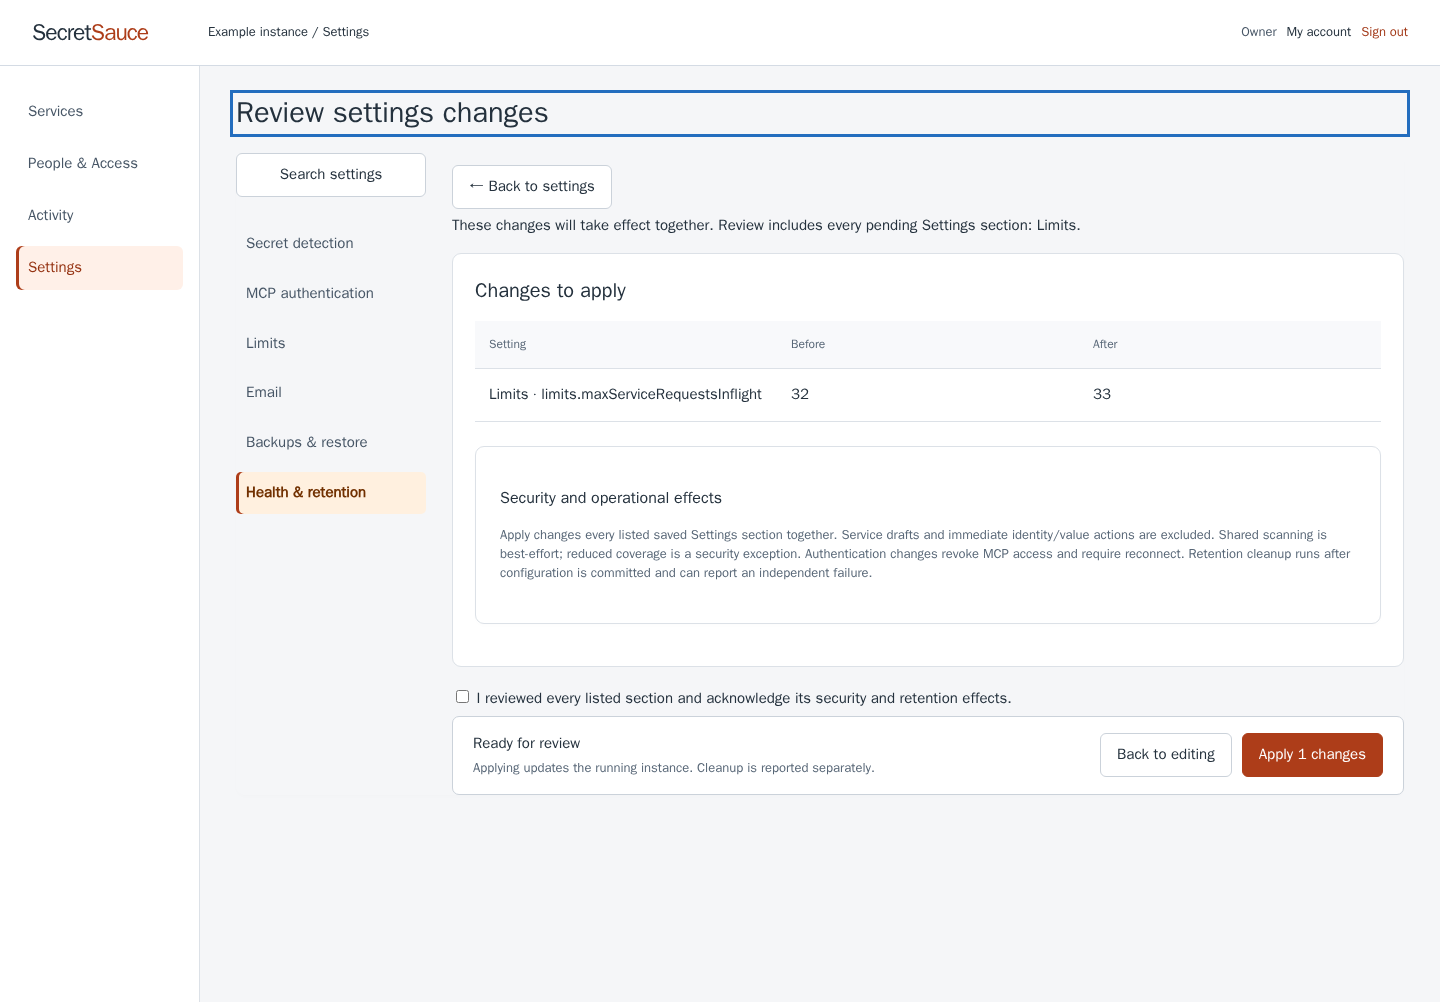 SecretSauce
Example instance / Settings
Owner My account Sign out
Services
People & Access
Activity
Settings
Review settings changes
Search settings
Secret detection
MCP authentication
Limits
Email
Backups & restore
Health & retention
← Back to settings
These changes will take effect together. Review includes every pending Settings section: Limits.
Changes to apply
Setting Before After
Limits · limits.maxServiceRequestsInflight 32 33
Security and operational effects
Apply changes every listed saved Settings section together. Service drafts and immediate identity/value actions are excluded. Shared scanning is
best-effort; reduced coverage is a security exception. Authentication changes revoke MCP access and require reconnect. Retention cleanup runs after
configuration is committed and can report an independent failure.
I reviewed every listed section and acknowledge its security and retention effects.
Ready for review
Applying updates the running instance. Cleanup is reported separately.
Back to editing
Apply 1 changes